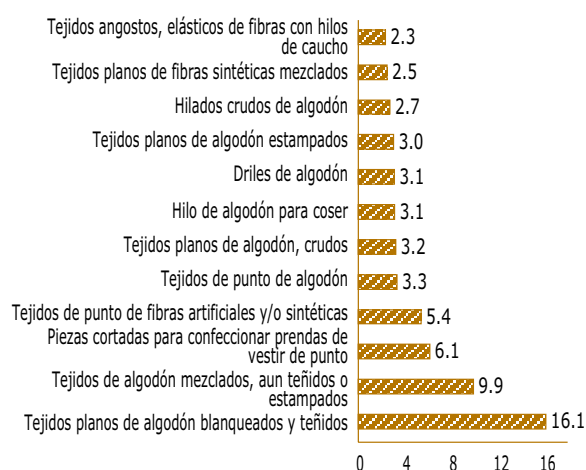 Tejidos angostos, elásticos de fibras con hilos
de caucho
2.3
Tejidos planos de fibras sintéticas mezclados
2.5
Hilados crudos de algodón
2.7
Tejidos planos de algodón estampados
3.0
Driles de algodón
3.1
Hilo de algodón para coser
3.1
Tejidos planos de algodón, crudos
3.2
Tejidos de punto de algodón
3.3
Tejidos de punto de fibras artificiales y/o sintéticas
5.4
Piezas cortadas para confeccionar prendas de
vestir de punto
6.1
Tejidos de algodón mezclados, aun teñidos o
estampados
9.9
Tejidos planos de algodón blanqueados y teñidos
16.1
0 4 8 12 16